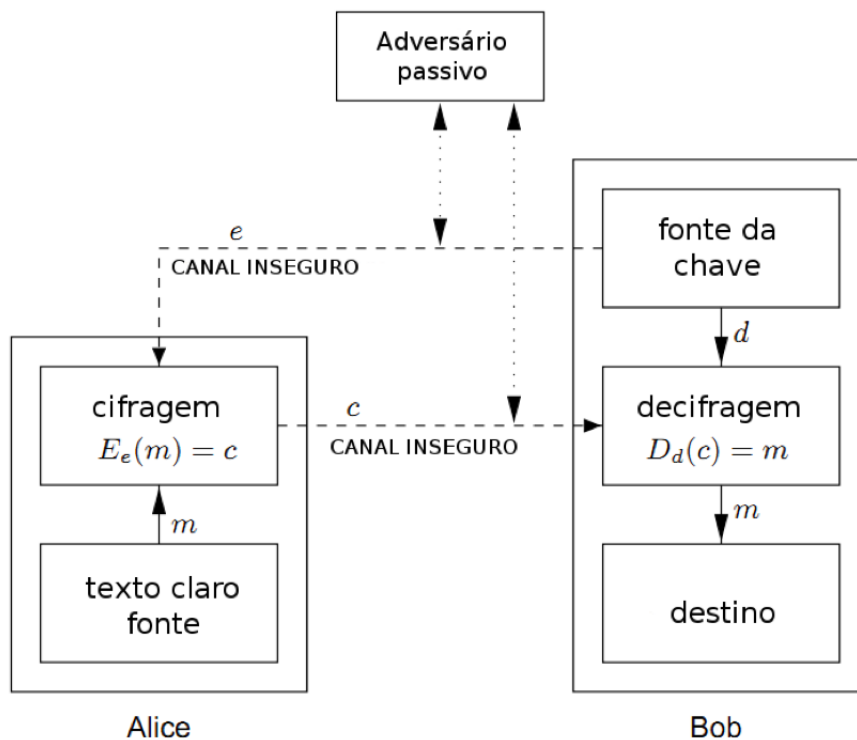 Adversário
passivo
e
CANAL INSEGURO
fonte da
chave
d
cifragem
E_e(m) = c
c
CANAL INSEGURO
decifragem
D_d(c) = m
m
m
texto claro
fonte
destino
Alice
Bob